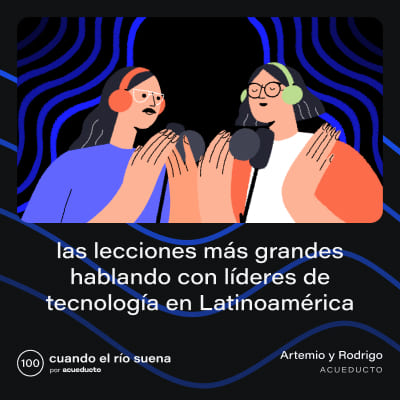 las lecciones más grandes
hablando con líderes de
tecnología en Latinoamérica
100
cuando el río suena
por acueducto
Artemio y Rodrigo
ACUEDUCTO